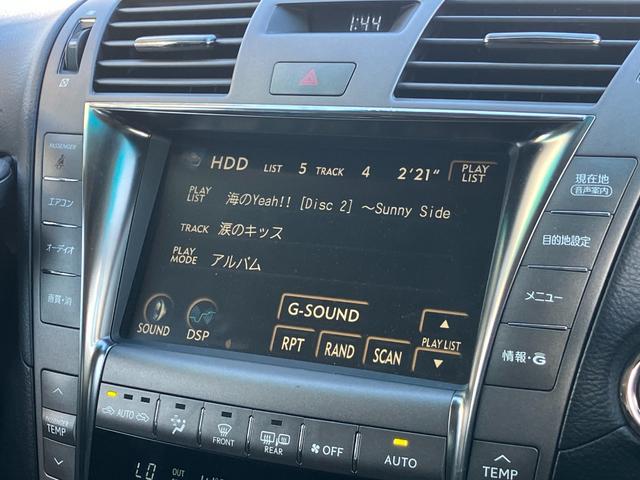 1:44
PASSENGER
エアコン
オーディオ
画質・消
PASSENGER
TEMP
HDD LIST 5 TRACK 4 2'21" PLAY LIST
PLAY LIST 海のYeah!! [Disc 2] ~Sunny Side
TRACK 涙のキッス
PLAY MODE アルバム
SOUND
DSP
G-SOUND
RPT RAND SCAN PLAY LIST
現在地
(音声案内)
目的地設定
メニュー
情報・G
AUTO
FRONT
REAR
OFF
AUTO
TEMP
LO OUT